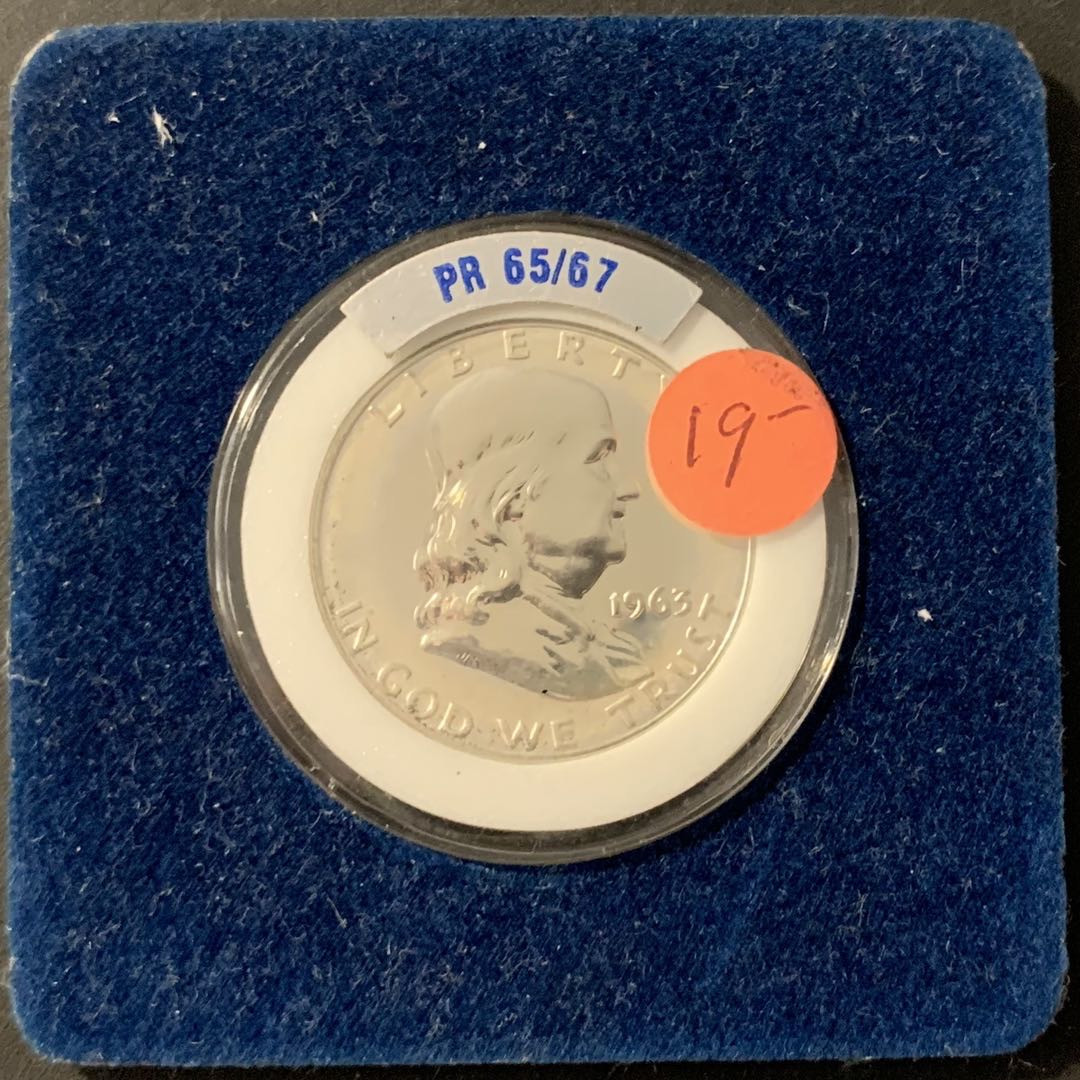 PR 65/67
LIBERTY
19-
1963
IN GOD WE TRUST